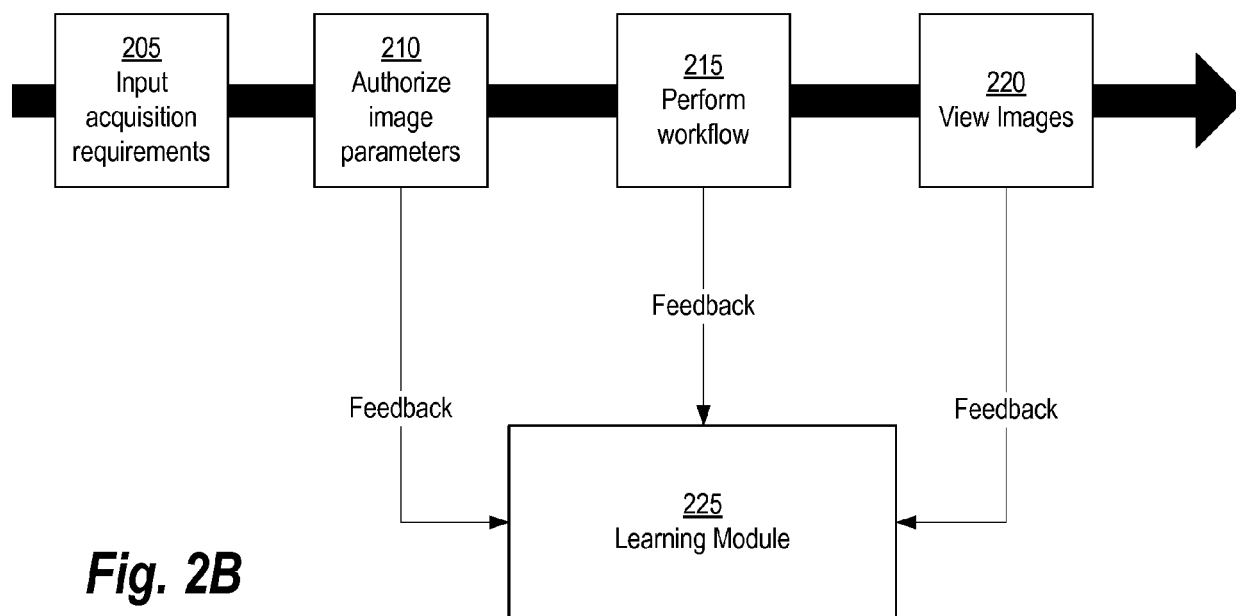 205
Input
acquisition
requirements
210
Authorize
image
parameters
215
Perform
workflow
220
View Images
Feedback
Feedback
Feedback
225
Learning Module
Fig. 2B